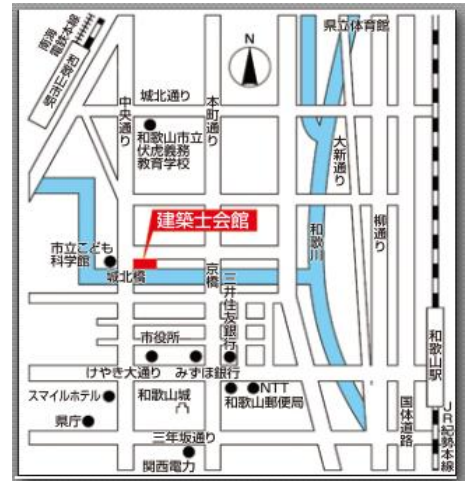 県立体育館
南海
電鉄本線
和歌山市駅
N
城北通り
中央通り
本町通り
和歌山市立
伏虎義務
教育学校
大新通り
柳通り
建築士会館
和歌川
市立こども
科学館
城北橋
京橋
三井住友銀行
市役所
けやき大通り
みずほ銀行
和歌山駅
スマイルホテル
和歌山城
NTT
和歌山郵便局
県庁
三年坂通り
国体道路
JR紀勢本線
関西電力